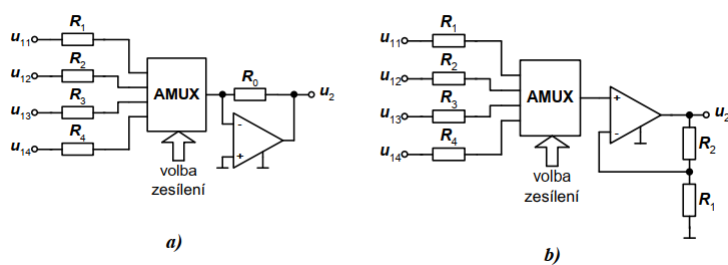 R1
u11
R2
u12
R3
u13
R4
u14
AMUX
R0
u2
-
+
volba
zesílení
a)
R1
u11
R2
u12
R3
u13
R4
u14
AMUX
+
-
u2
R2
R1
volba
zesílení
b)